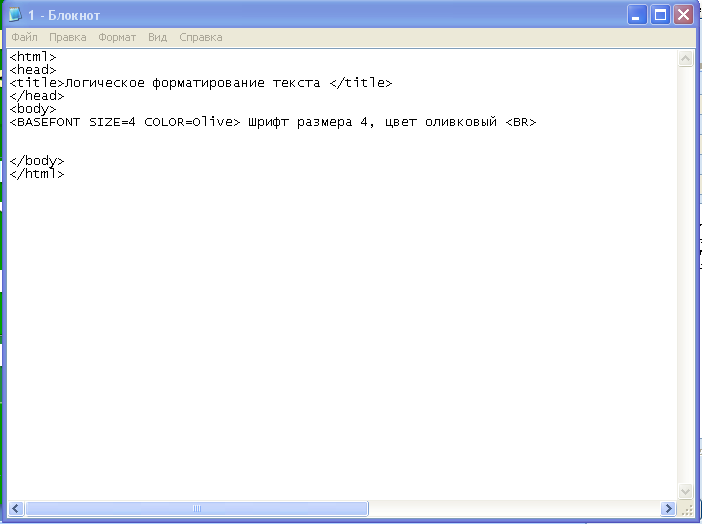 1 - Блокнот
Файл Правка Формат Вид Справка
<html>
<head>
<title>Логическое форматирование текста </title>
</head>
<body>
<BASEFONT SIZE=4 COLOR=Olive> Шрифт размера 4, цвет оливковый <BR>
</body>
</html>